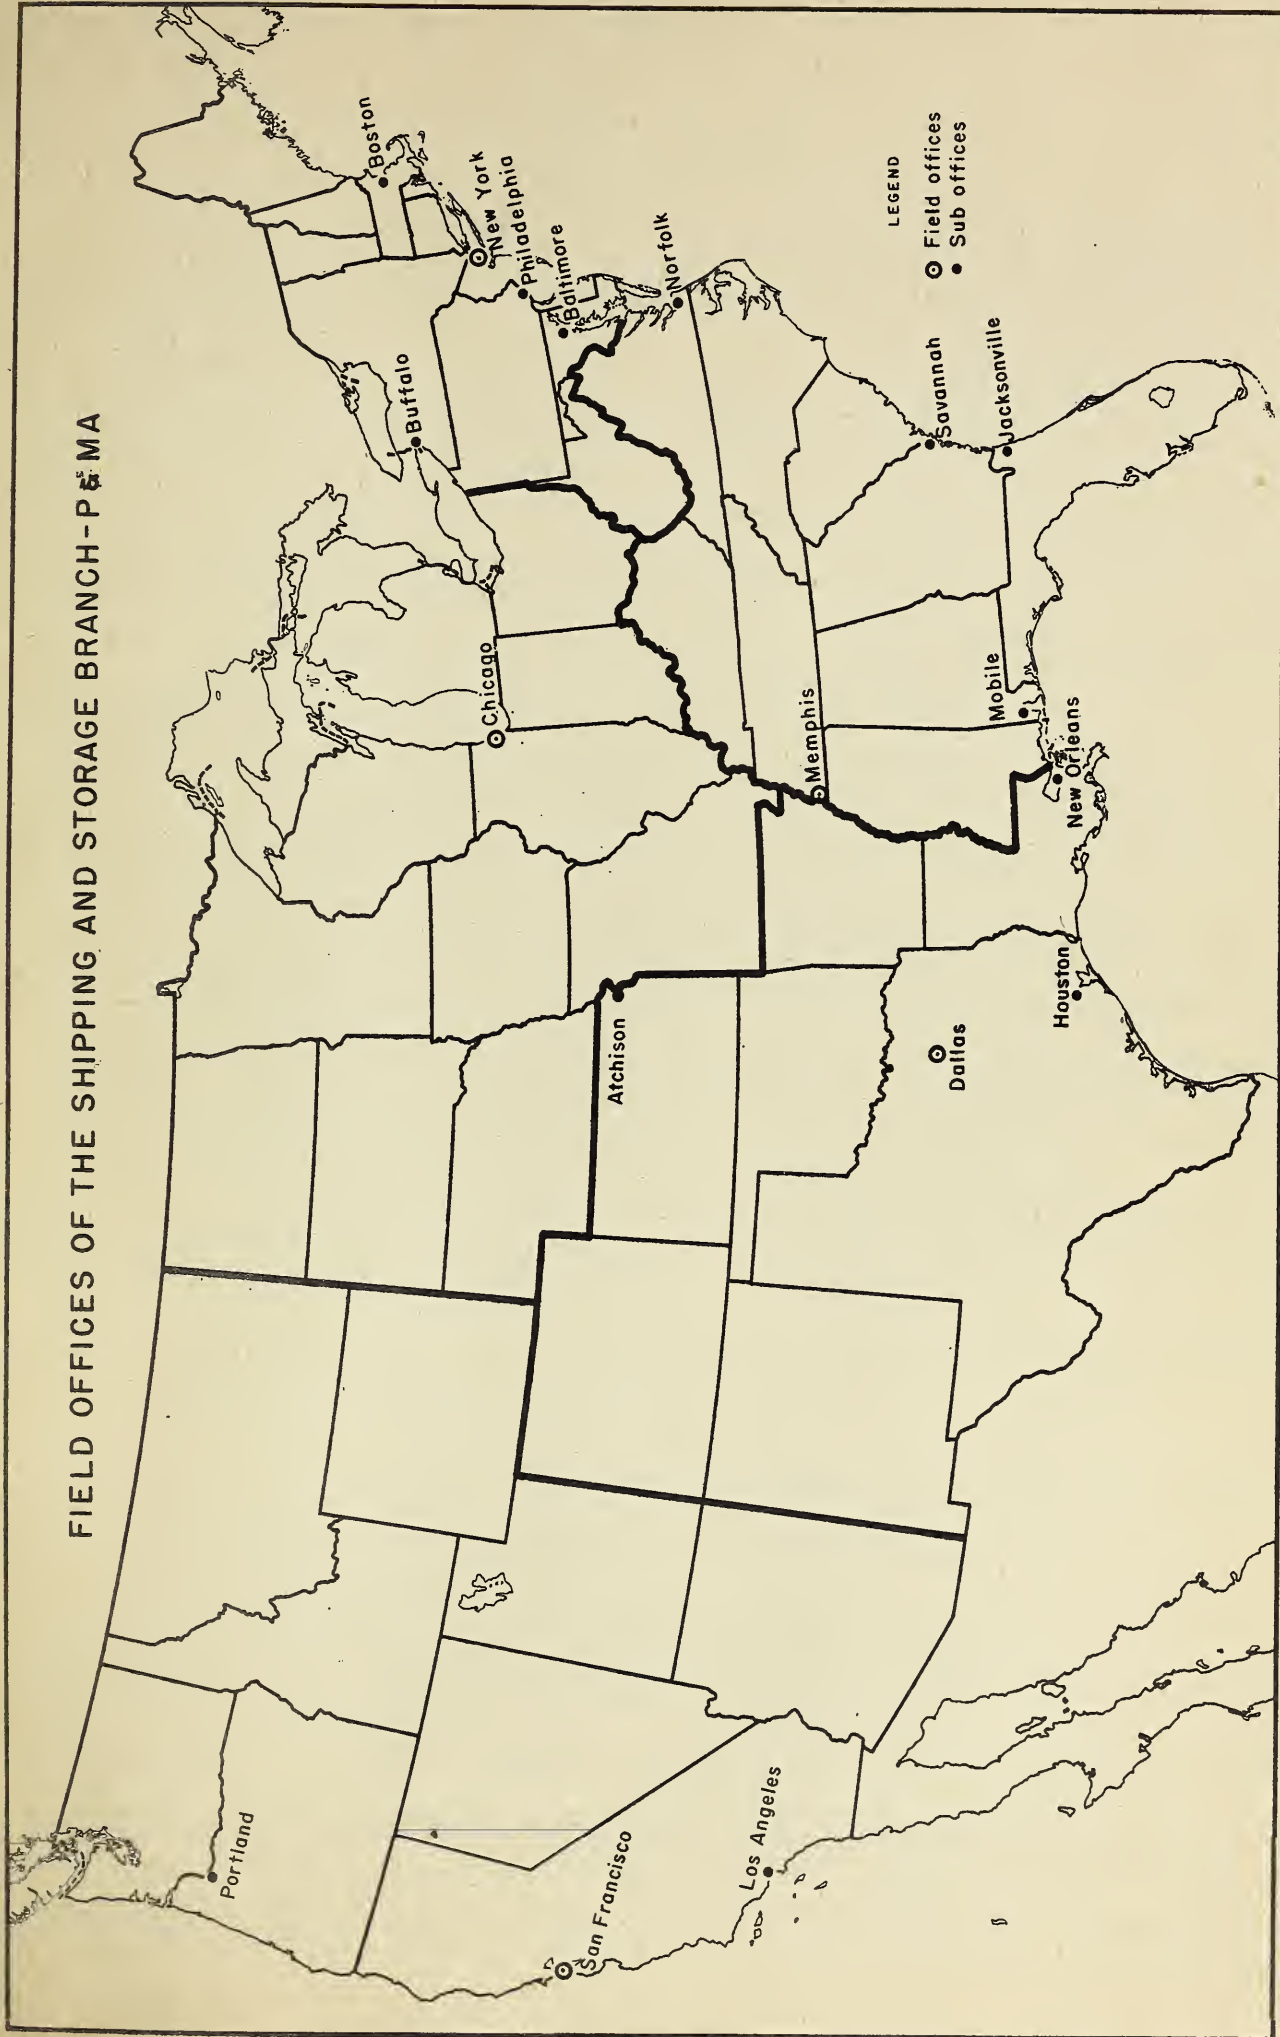 FIELD OFFICES OF THE SHIPPING AND STORAGE BRANCH-P&MA
Portland
San Francisco
Los Angeles
Atchison
Dallas
Houston
Chicago
Memphis
Mobile
New Orleans
Buffalo
Boston
New York
Philadelphia
Baltimore
Norfolk
Savannah
Jacksonville
LEGEND
Field offices
Sub offices